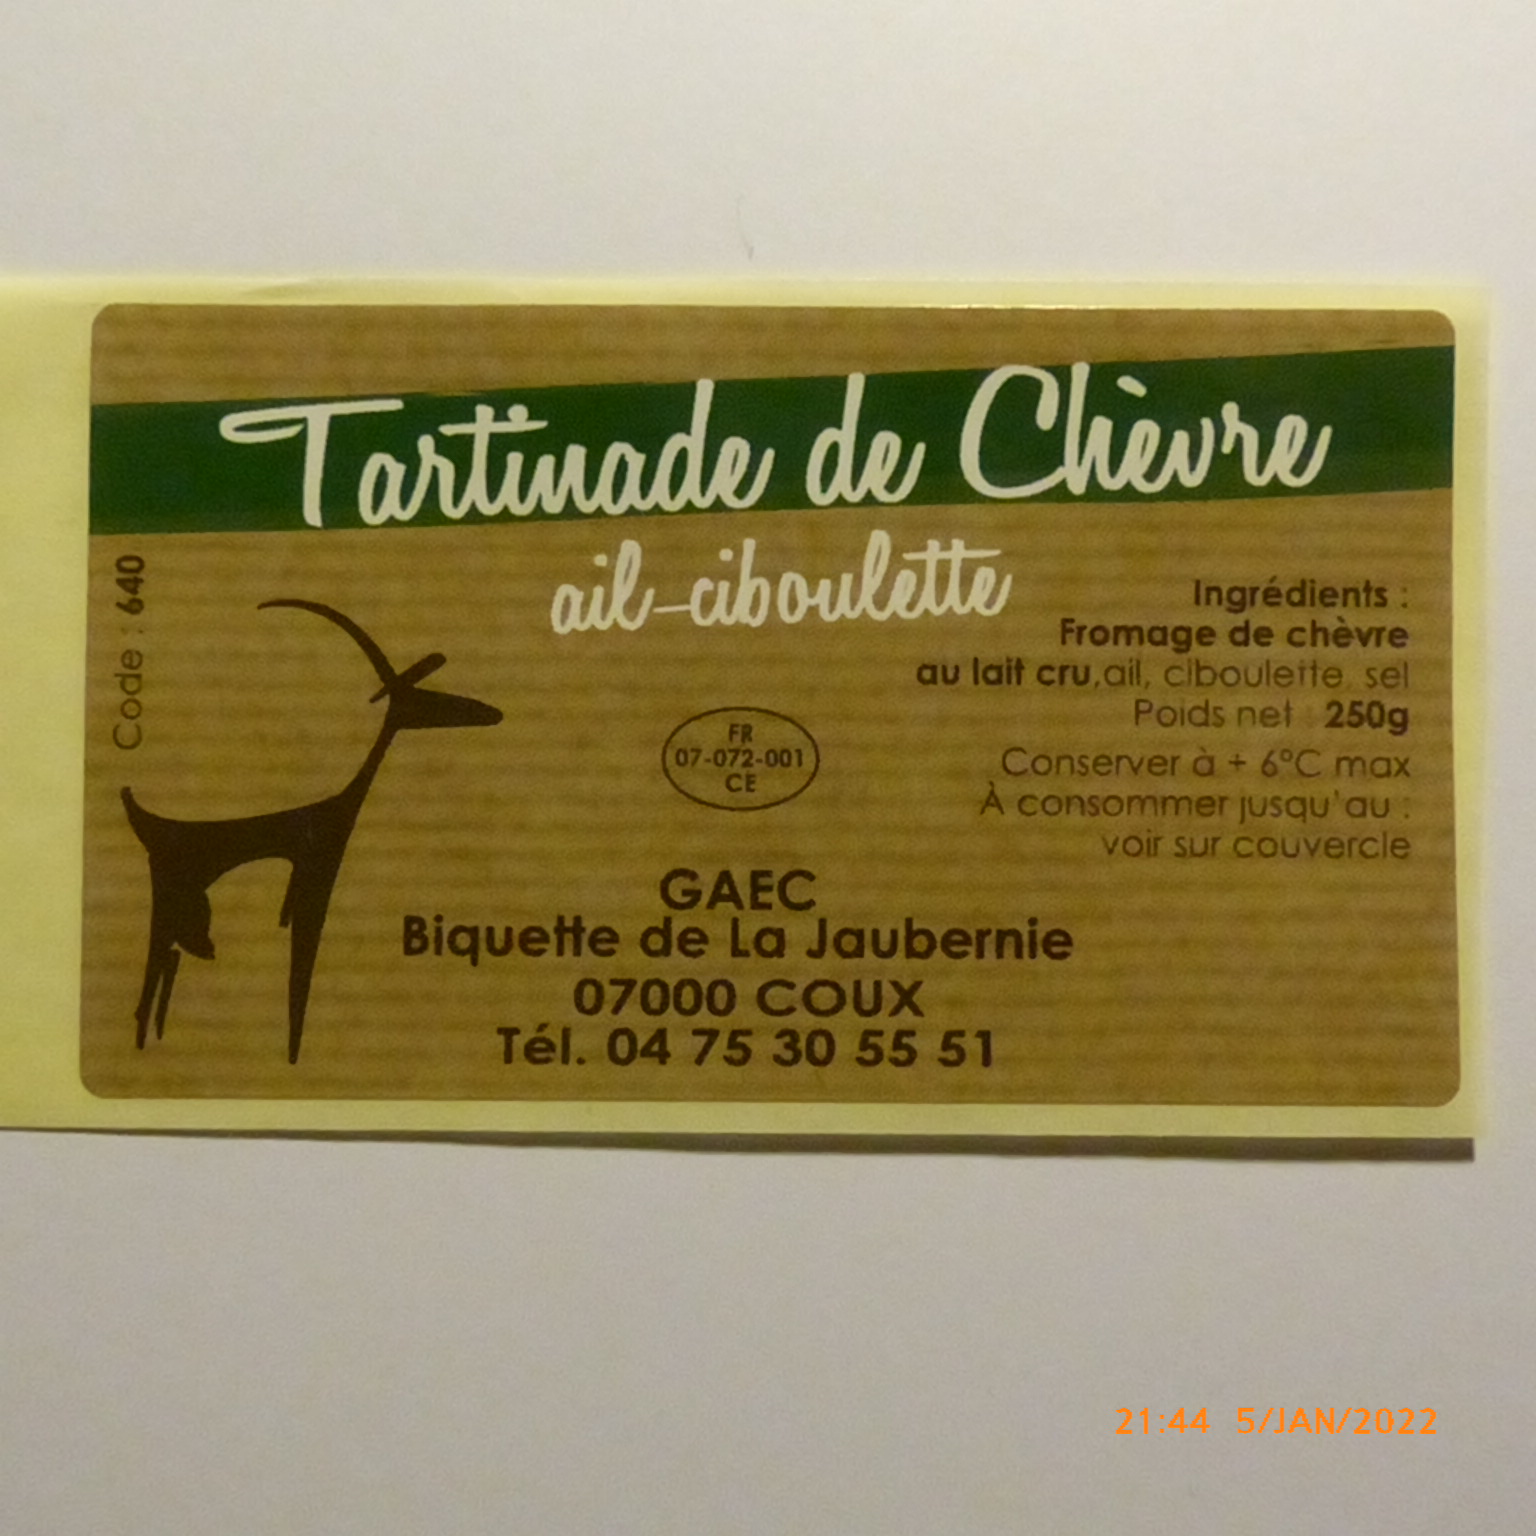 Tartinade de Chèvre
ail-ciboulette
Code : 640
Ingrédients :
Fromage de chèvre
au lait cru,ail, ciboulette, sel
Poids net : 250g
Conserver à + 6°C max
À consommer jusqu'au :
voir sur couvercle
FR
07-072-001
CE
GAEC
Biquette de La Jaubernie
07000 COUX
Tél. 04 75 30 55 51
21:44 5/JAN/2022